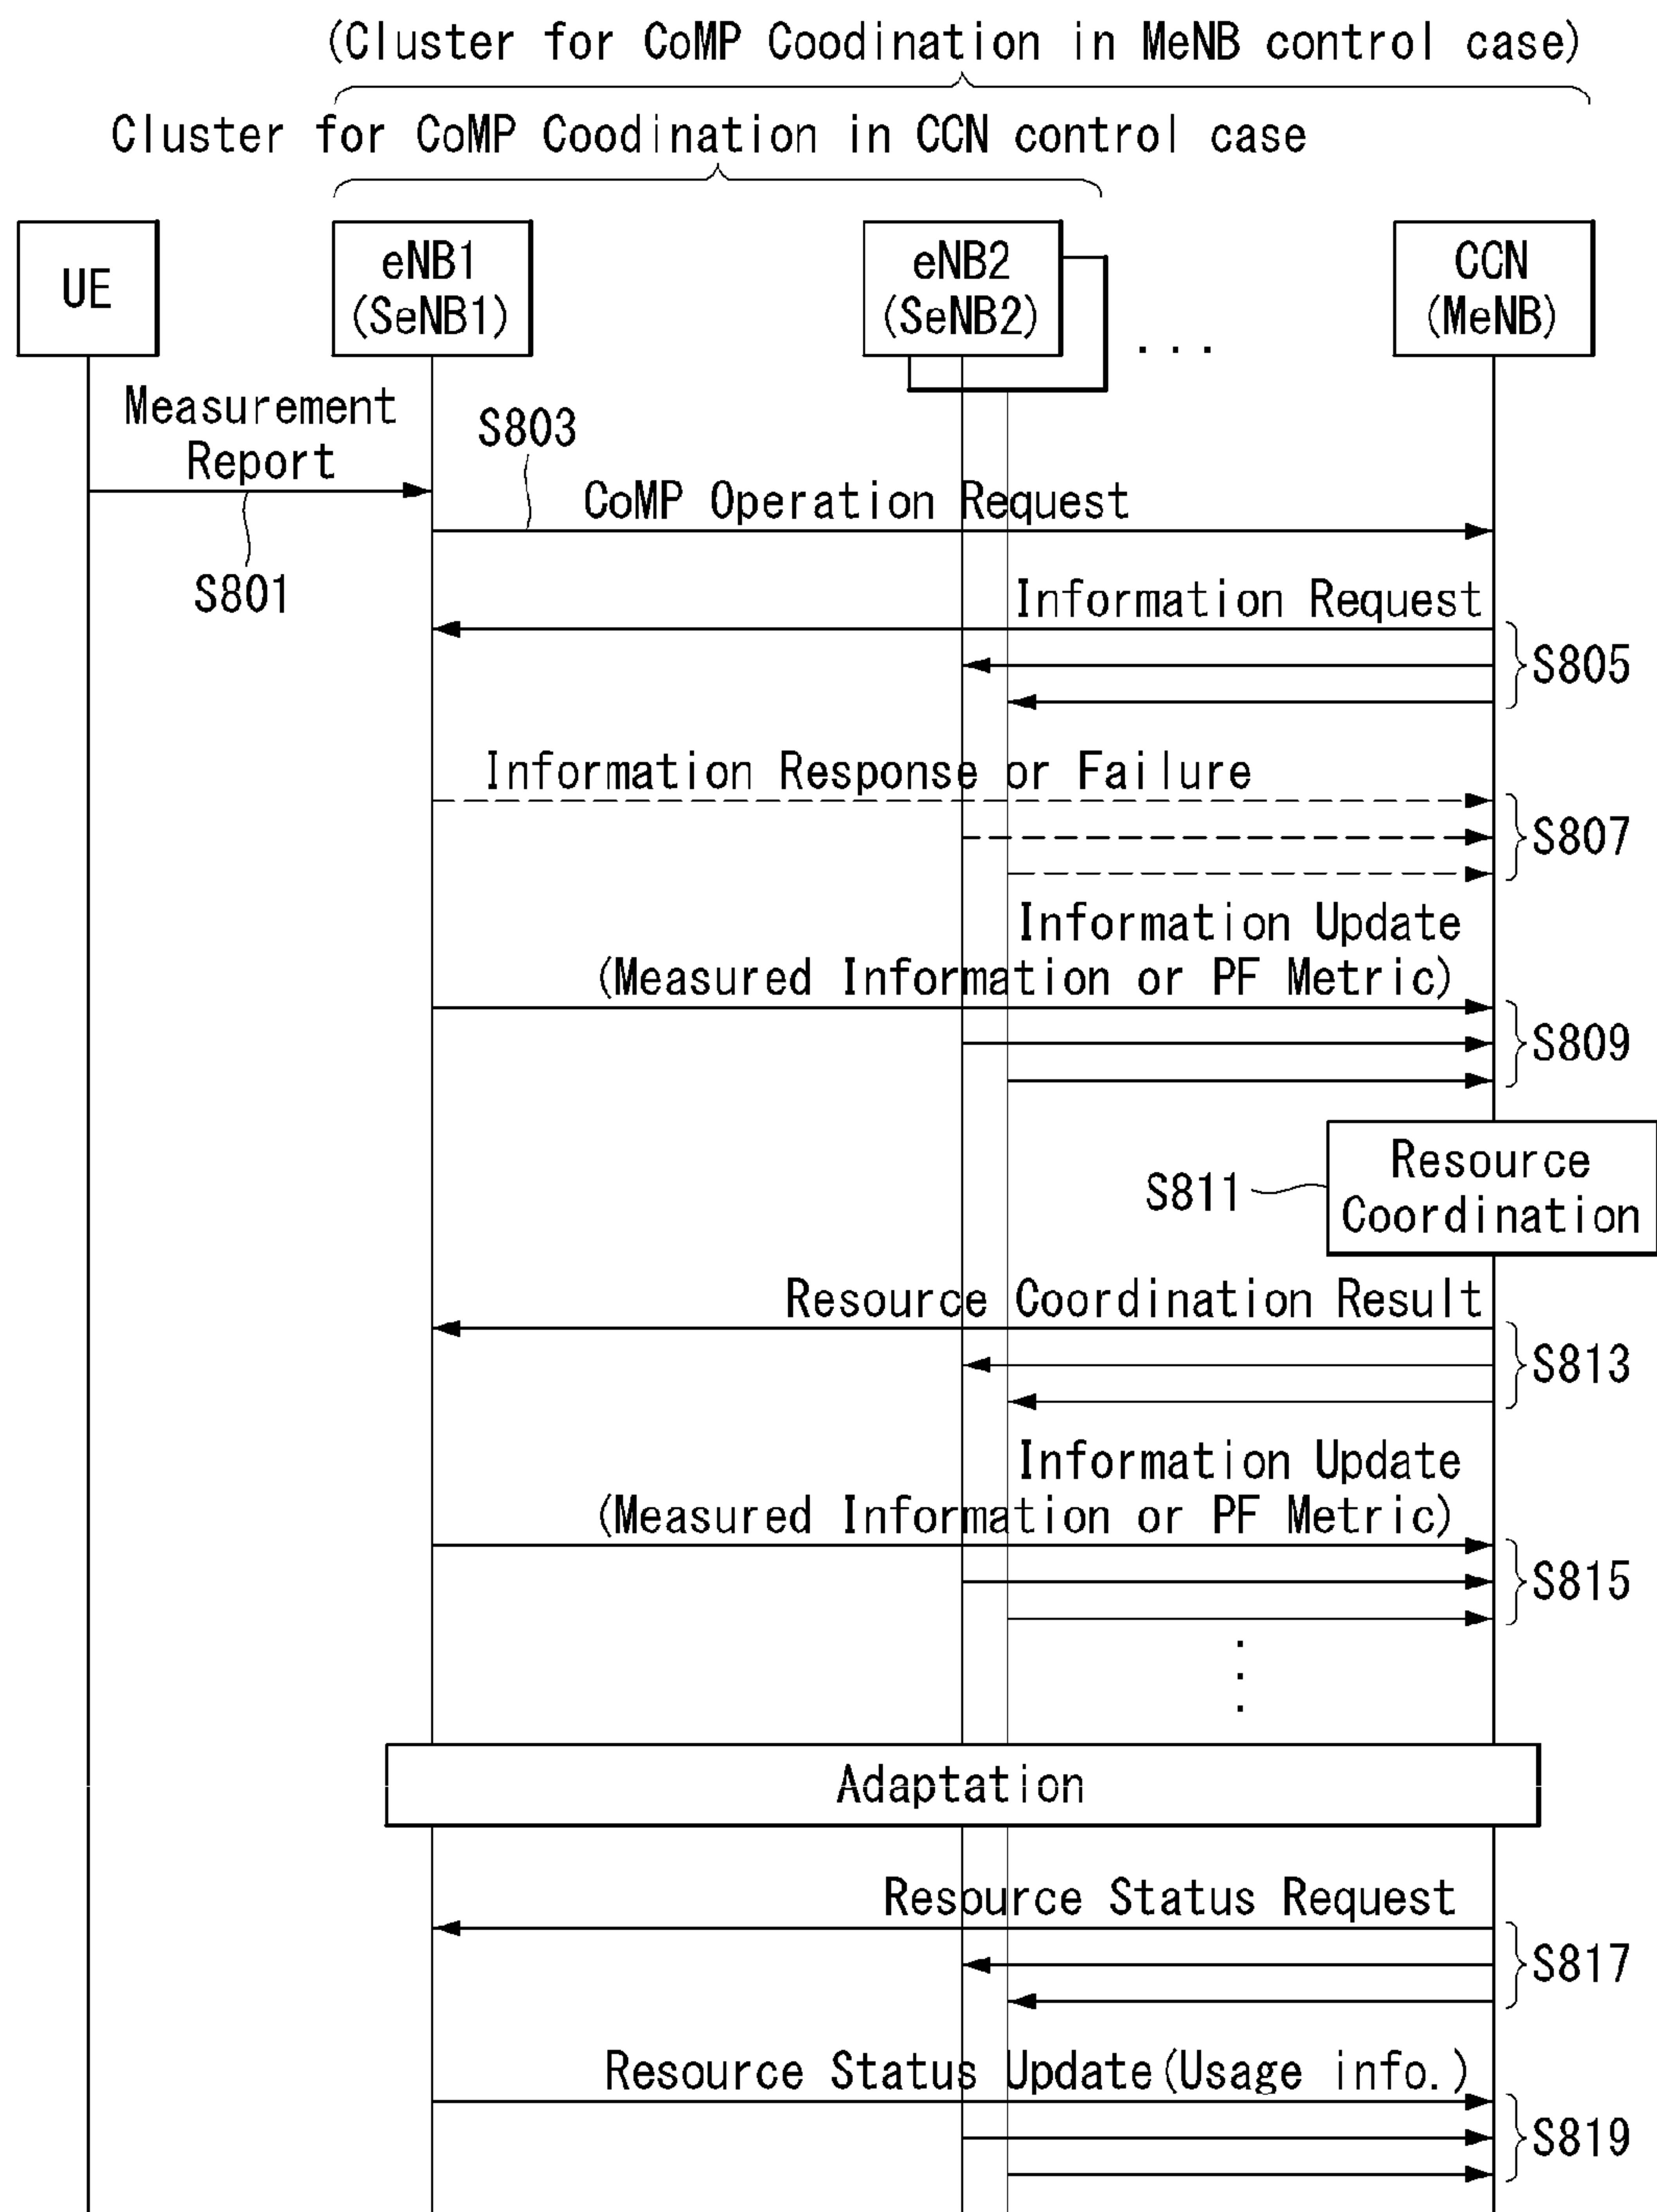 (Cluster for CoMP Coodination in MeNB control case)
Cluster for CoMP Coodination in CCN control case
UE
eNB1
(SeNB1)
eNB2
(SeNB2)
...
CCN
(MeNB)
Measurement
Report
S801
S803
CoMP Operation Request
Information Request
S805
Information Response or Failure
S807
Information Update
(Measured Information or PF Metric)
S809
Resource
Coordination
S811
Resource Coordination Result
S813
Information Update
(Measured Information or PF Metric)
S815
Adaptation
Resource Status Request
S817
Resource Status Update(Usage info.)
S819